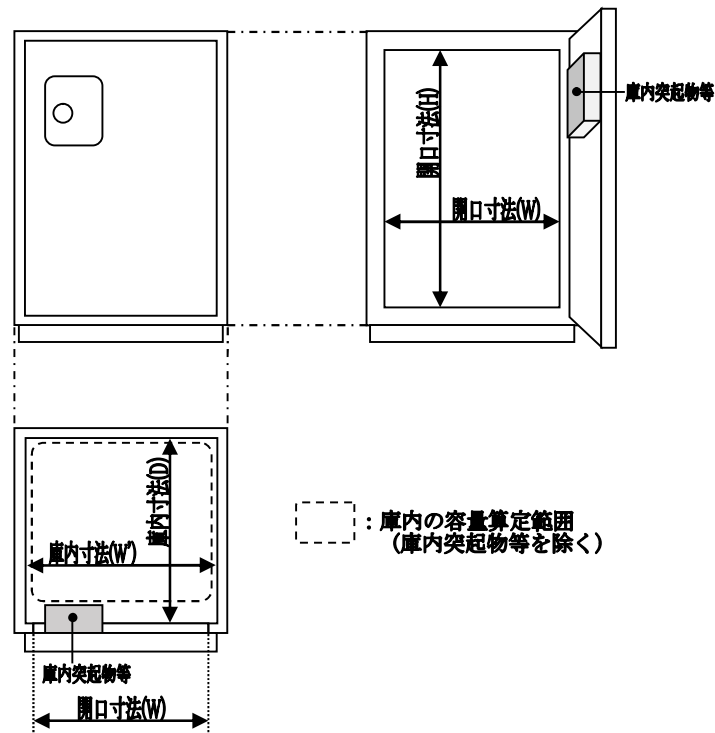 庫内突起物等
開口寸法(H)
開口寸法(W)
庫内寸法(D)
庫内寸法(W')
：庫内の容量算定範囲
（庫内突起物等を除く）
庫内突起物等
開口寸法(W)